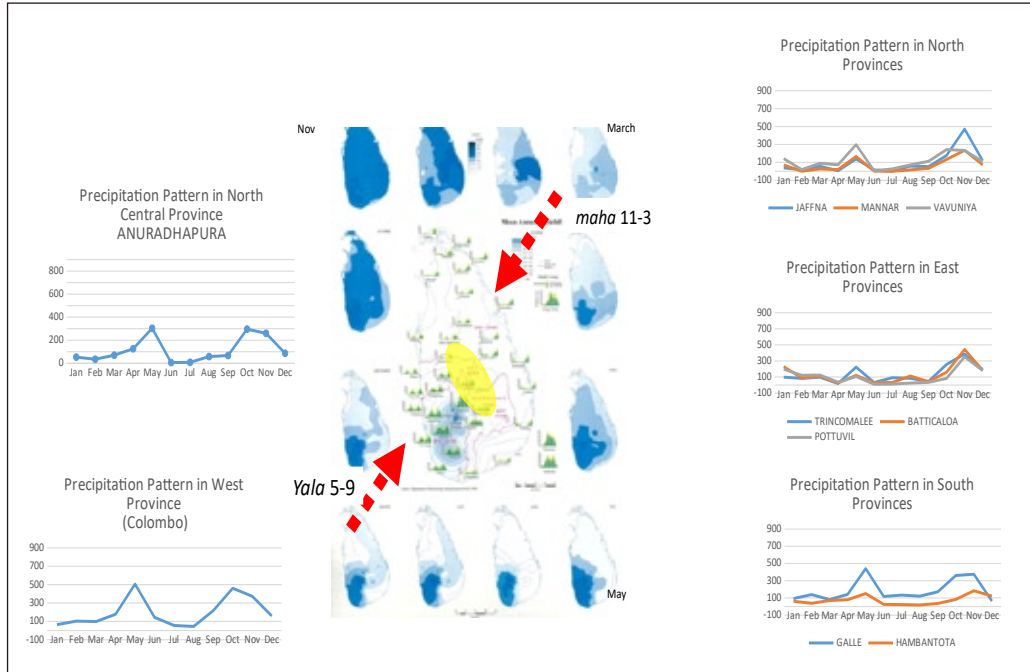 Nov
March
maha 11-3
Yala 5-9
May
Precipitation Pattern in North
Central Province
ANURADHAPURA
800
600
400
200
0
Jan Feb Mar Apr May Jun Jul Aug Sep Oct Nov Dec
Precipitation Pattern in West
Province
(Colombo)
900
700
500
300
100
-100
Jan Feb Mar Apr May Jun Jul Aug Sep Oct Nov Dec
Precipitation Pattern in North
Provinces
900
700
500
300
100
-100
Jan Feb Mar Apr May Jun Jul Aug Sep Oct Nov Dec
JAFFNA MANNAR VAVUNIYA
Precipitation Pattern in East
Provinces
900
700
500
300
100
-100
Jan Feb Mar Apr May Jun Jul Aug Sep Oct Nov Dec
TRINCOMALEE BATTICALOA
POTTUVIL
Precipitation Pattern in South
Provinces
900
700
500
300
100
-100
Jan Feb Mar Apr May Jun Jul Aug Sep Oct Nov Dec
GALLE HAMBANTOTA